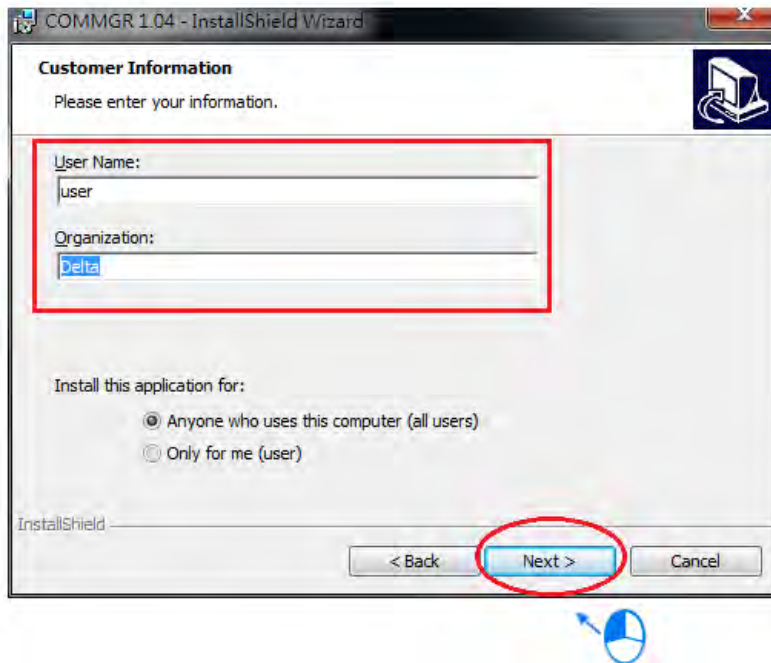 COMMGR 1.04 - InstallShield Wizard
Customer Information
Please enter your information.
User Name:
user
Organization:
Delta
Install this application for:
Anyone who uses this computer (all users)
Only for me (user)
InstallShield
< Back Next > Cancel